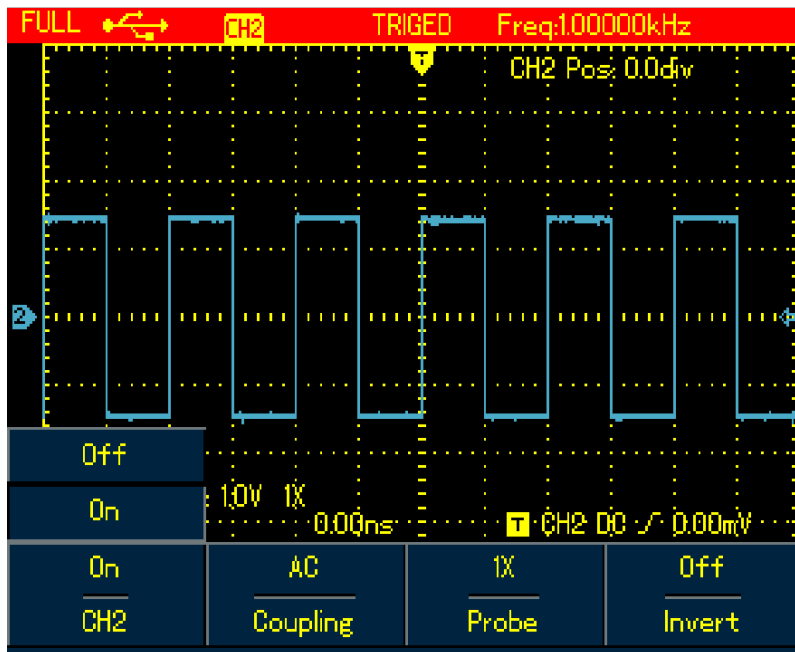 FULL CH2 TRIGED Freq:1.00000kHz
T
CH2 Pos: 0.0div
2
Off
On
: 1.0V 1X
0.00ns T CH2 DC 0.00mV
On AC 1X Off
CH2 Coupling Probe Invert